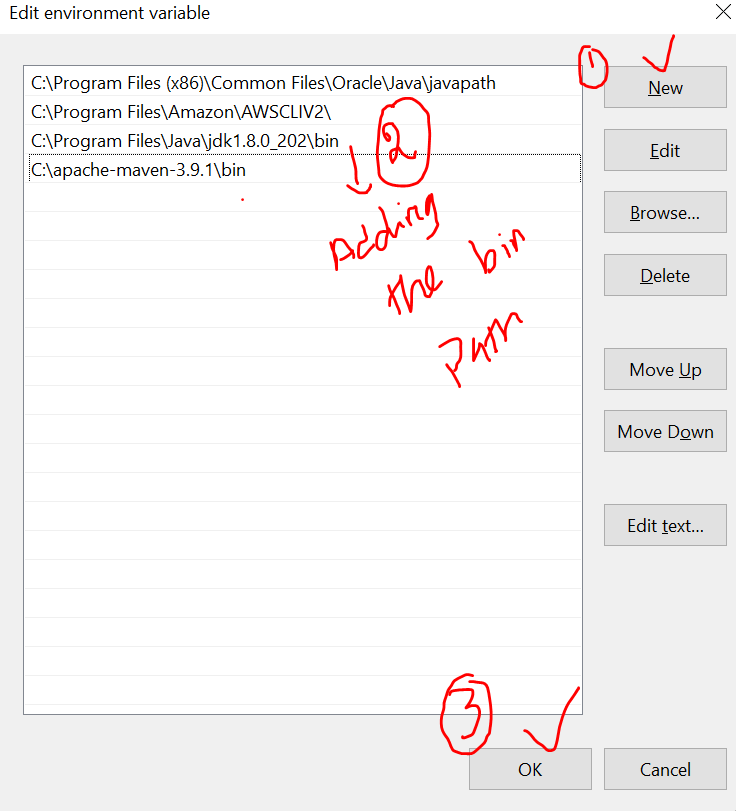 Edit environment variable
1
C:\Program Files (x86)\Common Files\Oracle\Java\javapath
New
C:\Program Files\Amazon\AWSCLIV2\
C:\Program Files\Java\jdk1.8.0_202\bin
2
Edit
C:\apache-maven-3.9.1\bin
Browse...
adding
the bin
Delete
Path
Move Up
Move Down
Edit text...
3
OK
Cancel